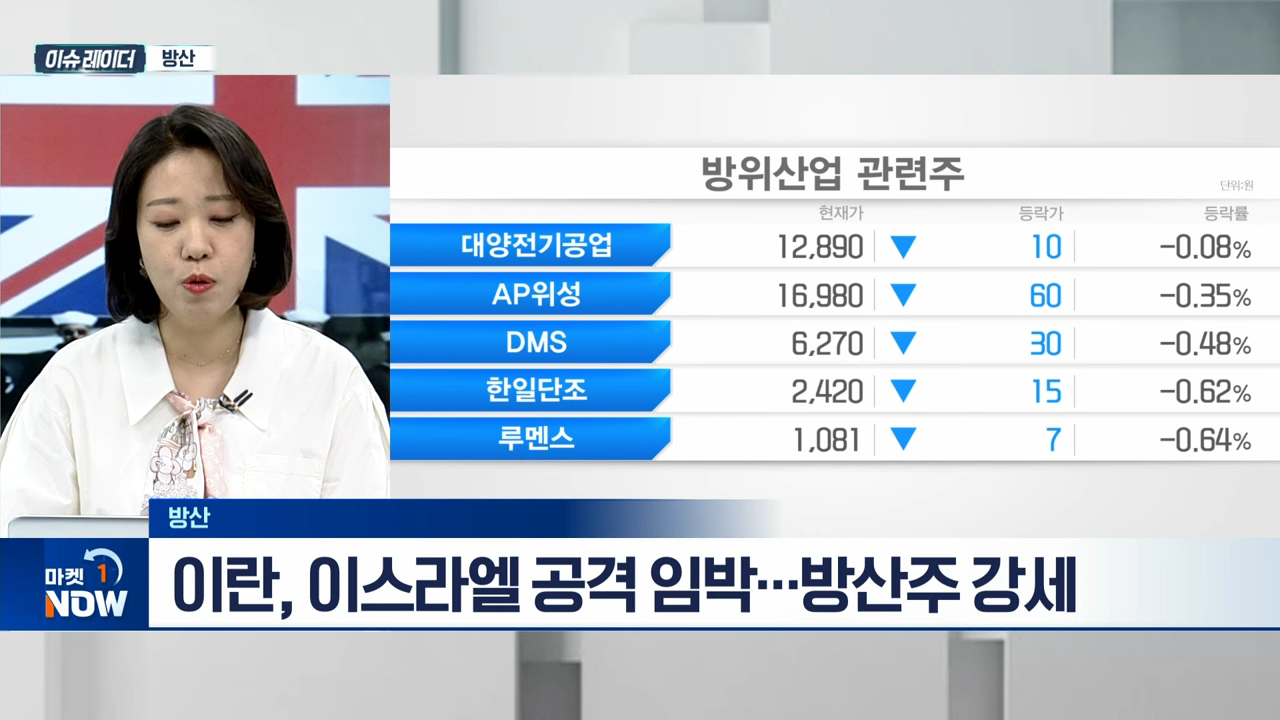 이슈레이더 방산
방위산업 관련주
단위:원
현재가 등락가 등락률
대양전기공업 12,890 ▼ 10 -0.08%
AP위성 16,980 ▼ 60 -0.35%
DMS 6,270 ▼ 30 -0.48%
한일단조 2,420 ▼ 15 -0.62%
루멘스 1,081 ▼ 7 -0.64%
방산
마켓 1
NOW
이란, 이스라엘 공격 임박…방산주 강세